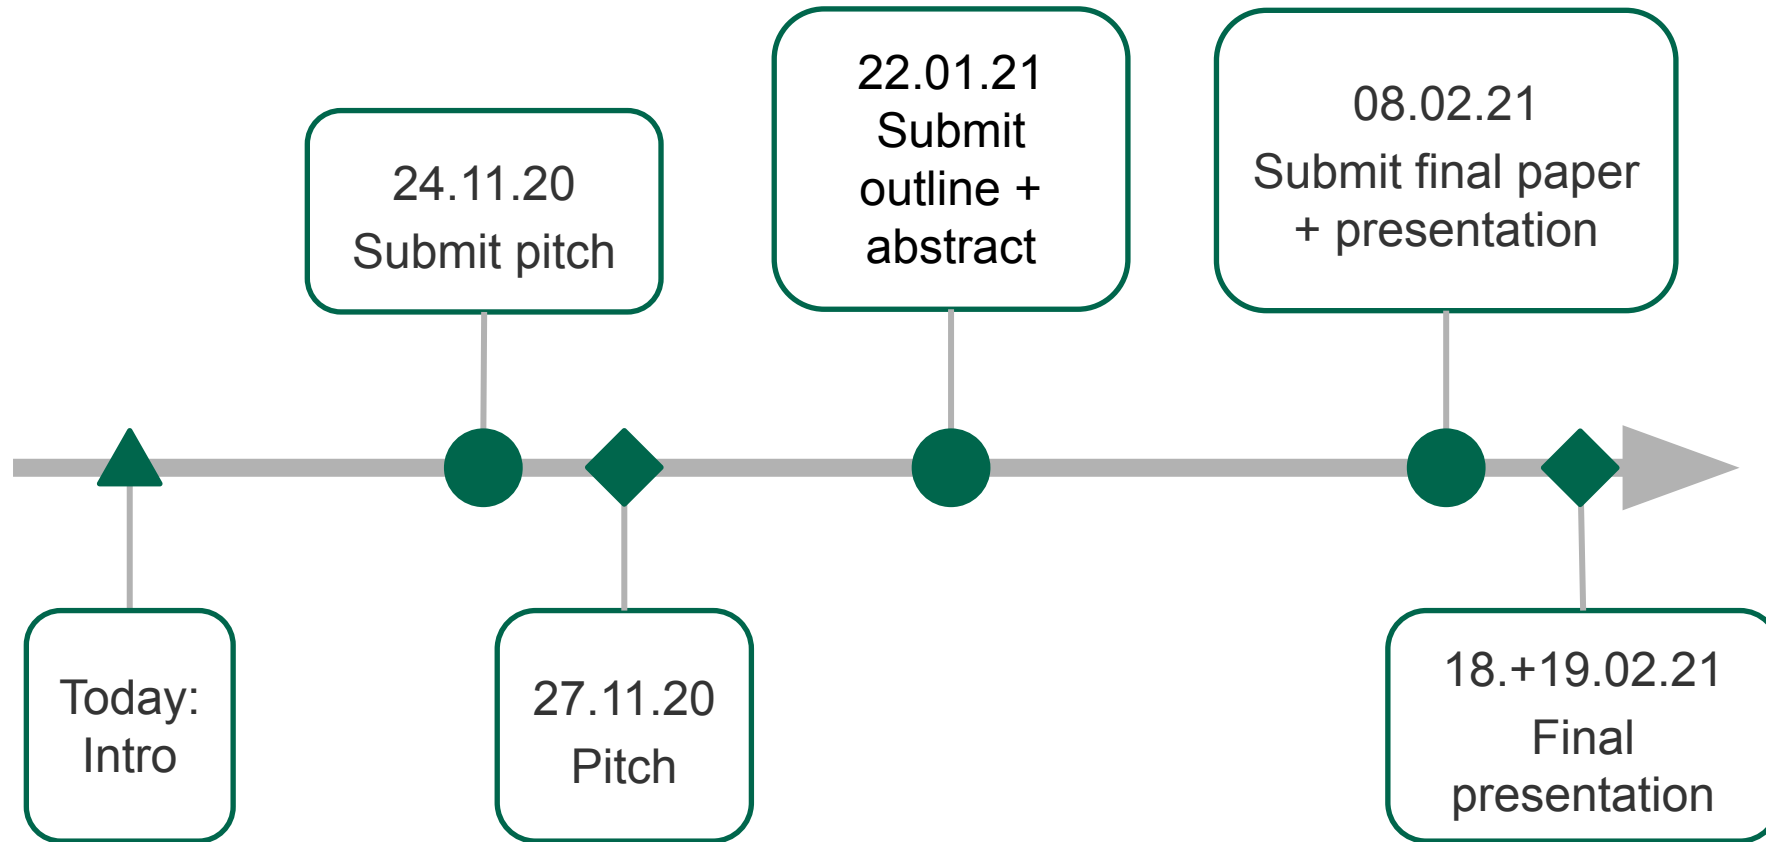 24.11.20
Submit pitch
22.01.21
Submit
outline +
abstract
08.02.21
Submit final paper
+ presentation
Today:
Intro
27.11.20
Pitch
18.+19.02.21
Final
presentation